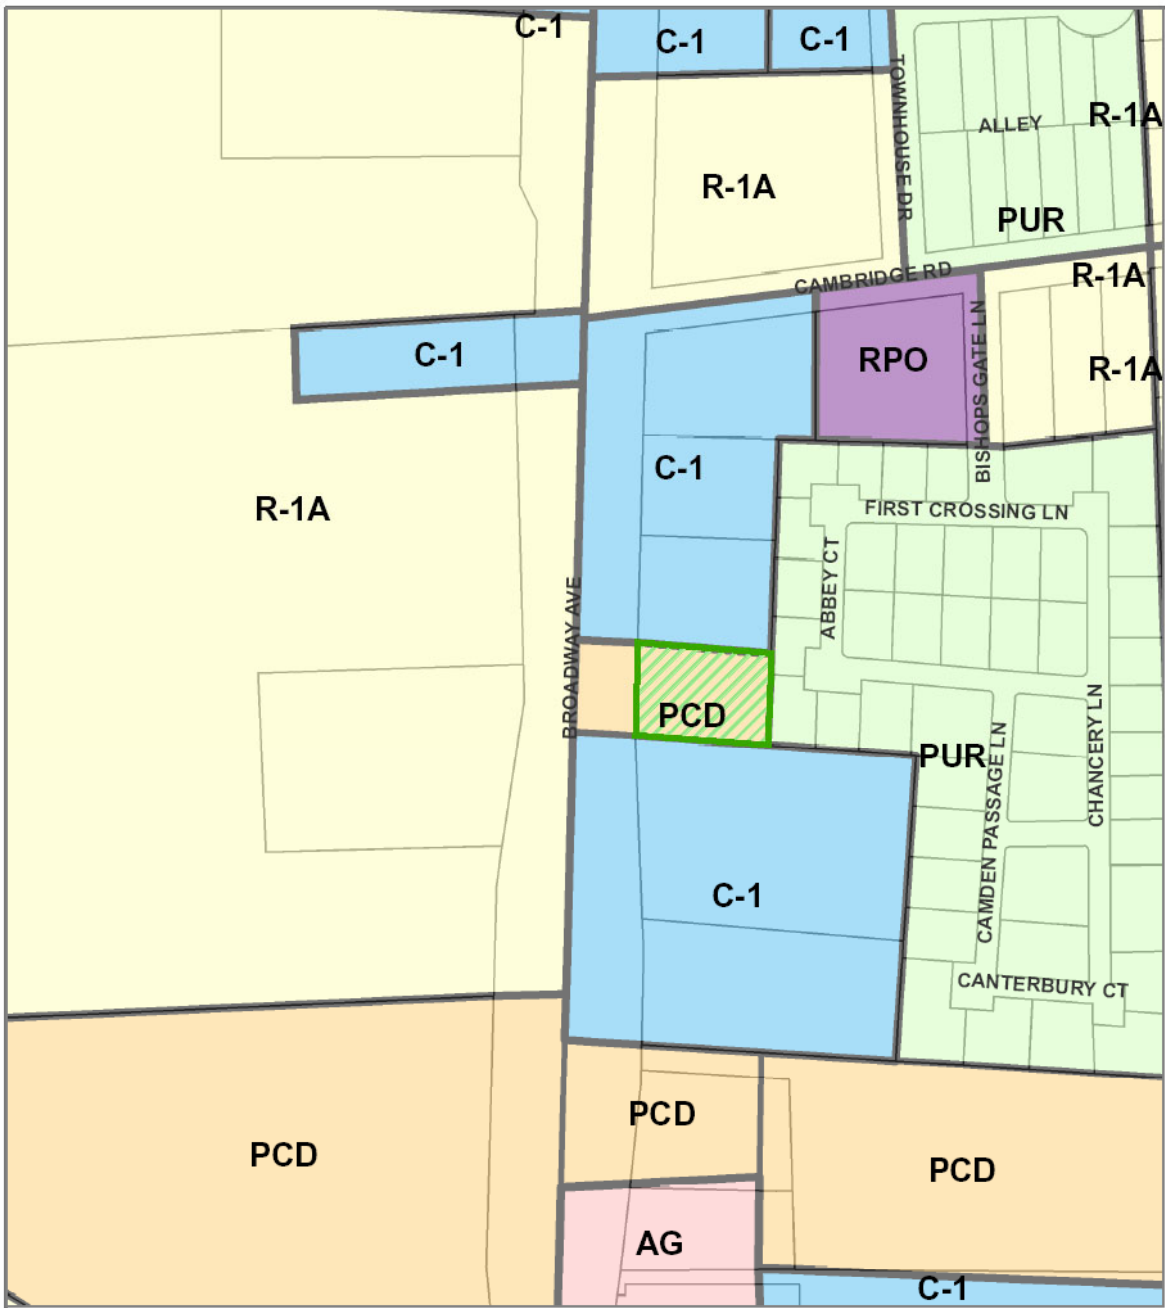 C-1
C-1
C-1
TOWNHOUSE DR
ALLEY
R-1A
R-1A
PUR
CAMBRIDGE RD
R-1A
C-1
RPO
BISHOPS GATE LN
R-1A
C-1
R-1A
FIRST CROSSING LN
ABBEY CT
BROADWAY AVE
PCD
PUR
CAMDEN PASSAGE LN
CHANCERY LN
C-1
CANTERBURY CT
PCD
PCD
PCD
AG
C-1